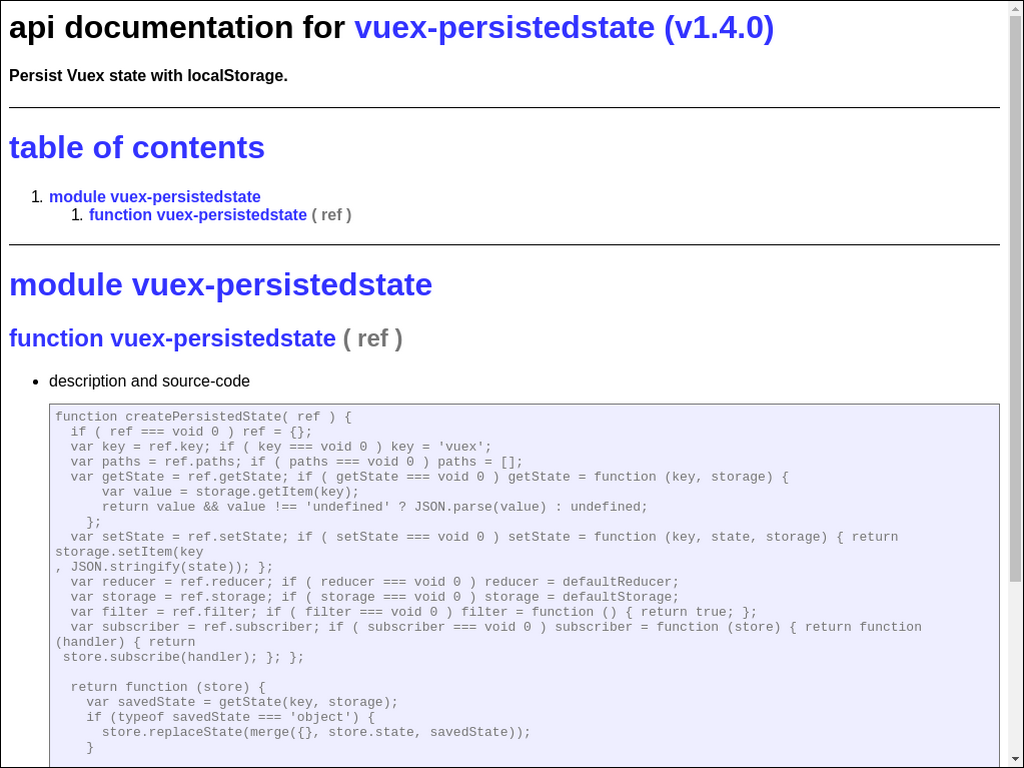 api documentation for vuex-persistedstate (v1.4.0)
Persist Vuex state with localStorage.
table of contents
1. module vuex-persistedstate
1. function vuex-persistedstate ( ref )
module vuex-persistedstate
function vuex-persistedstate ( ref )
• description and source-code
function createPersistedState( ref ) {
  if ( ref === void 0 ) ref = {};
  var key = ref.key; if ( key === void 0 ) key = 'vuex';
  var paths = ref.paths; if ( paths === void 0 ) paths = [];
  var getState = ref.getState; if ( getState === void 0 ) getState = function (key, storage) {
      var value = storage.getItem(key);
      return value && value !== 'undefined' ? JSON.parse(value) : undefined;
    };
  var setState = ref.setState; if ( setState === void 0 ) setState = function (key, state, storage) { return
storage.setItem(key
, JSON.stringify(state)); };
  var reducer = ref.reducer; if ( reducer === void 0 ) reducer = defaultReducer;
  var storage = ref.storage; if ( storage === void 0 ) storage = defaultStorage;
  var filter = ref.filter; if ( filter === void 0 ) filter = function () { return true; };
  var subscriber = ref.subscriber; if ( subscriber === void 0 ) subscriber = function (store) { return function
(handler) { return
 store.subscribe(handler); }; };
  return function (store) {
    var savedState = getState(key, storage);
    if (typeof savedState === 'object') {
      store.replaceState(merge({}, store.state, savedState));
    }